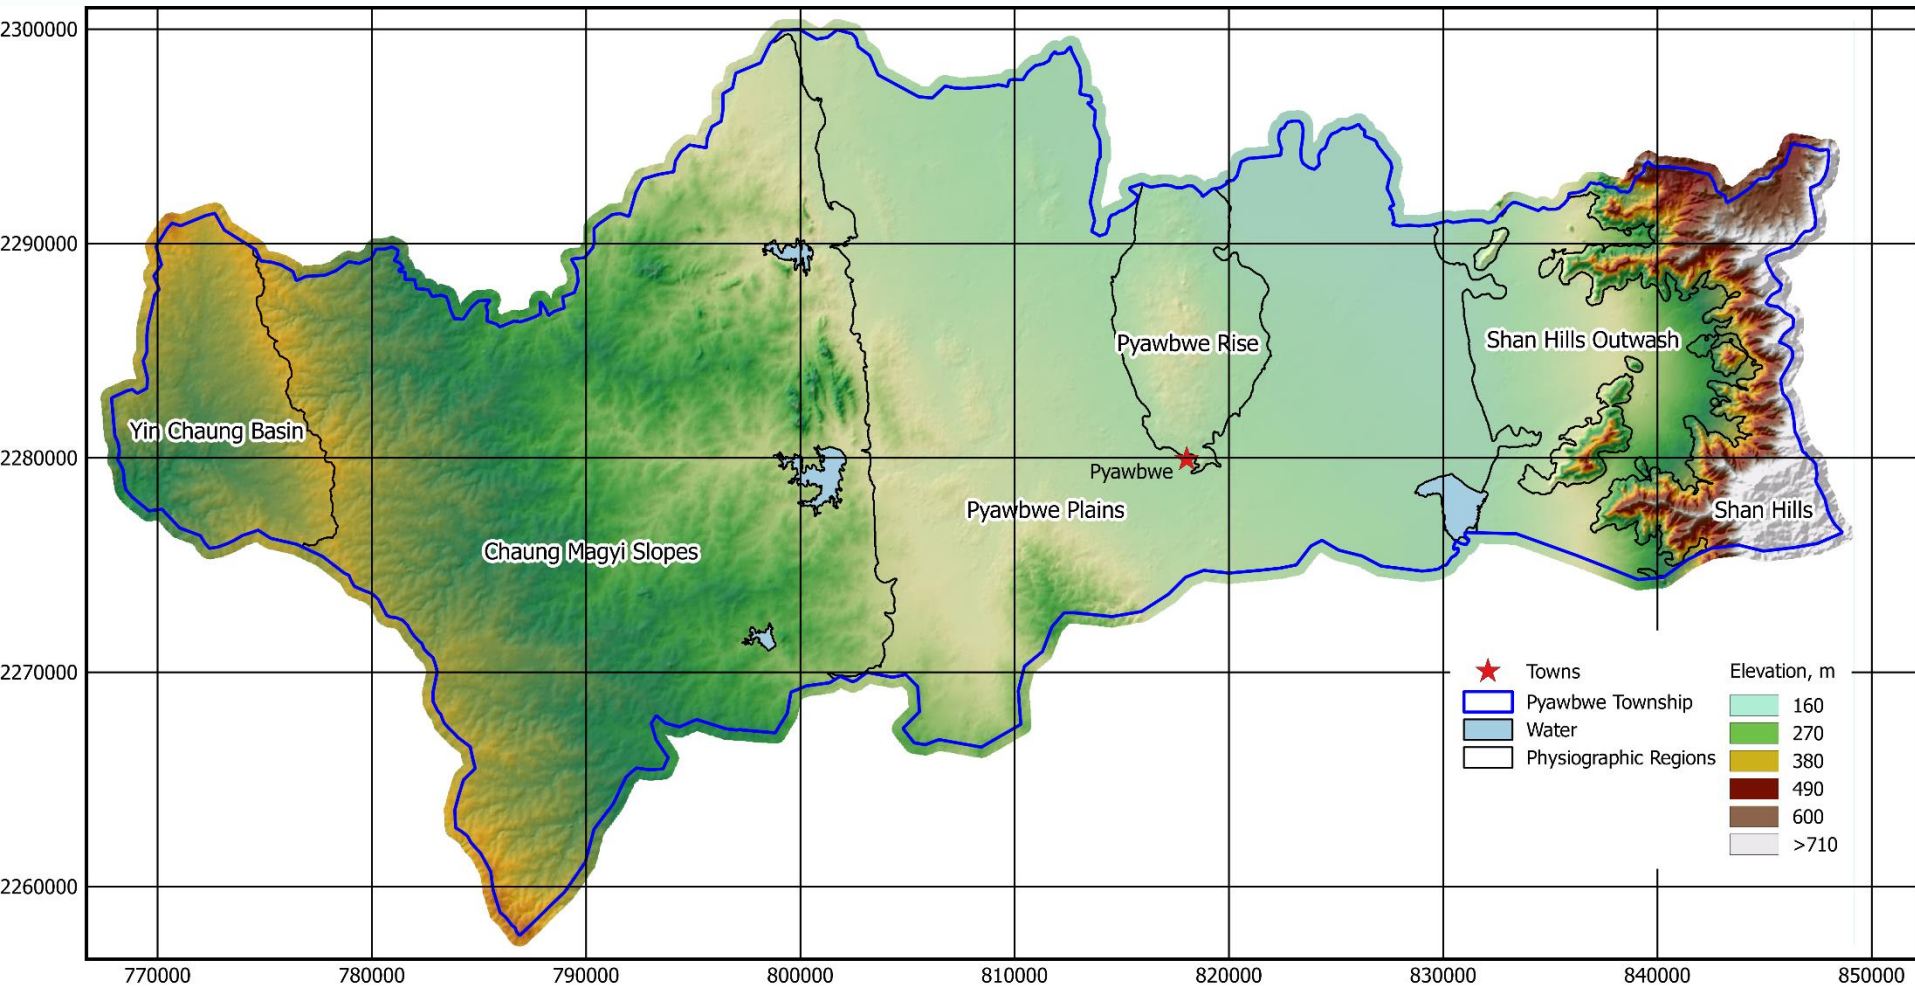 2300000
2290000
2280000
2270000
2260000
770000
780000
790000
800000
810000
820000
830000
840000
850000
Yin Chaung Basin
Chaung Magyi Slopes
Pyawbwe Plains
Pyawbwe Rise
Pyawbwe
Shan Hills Outwash
Shan Hills
Towns
Pyawbwe Township
Water
Physiographic Regions
Elevation, m
160
270
380
490
600
>710